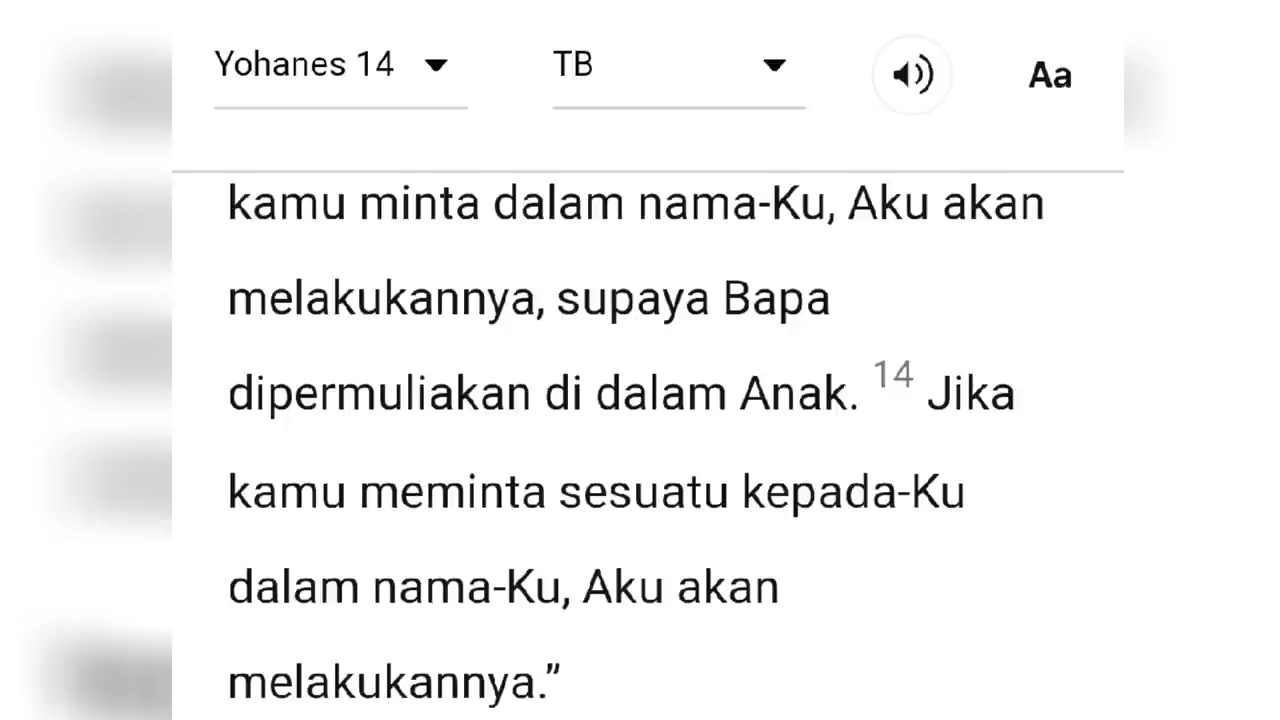 Yohanes 14 TB Aa
kamu minta dalam nama-Ku, Aku akan
melakukannya, supaya Bapa
dipermuliakan di dalam Anak. 14 Jika
kamu meminta sesuatu kepada-Ku
dalam nama-Ku, Aku akan
melakukannya.”